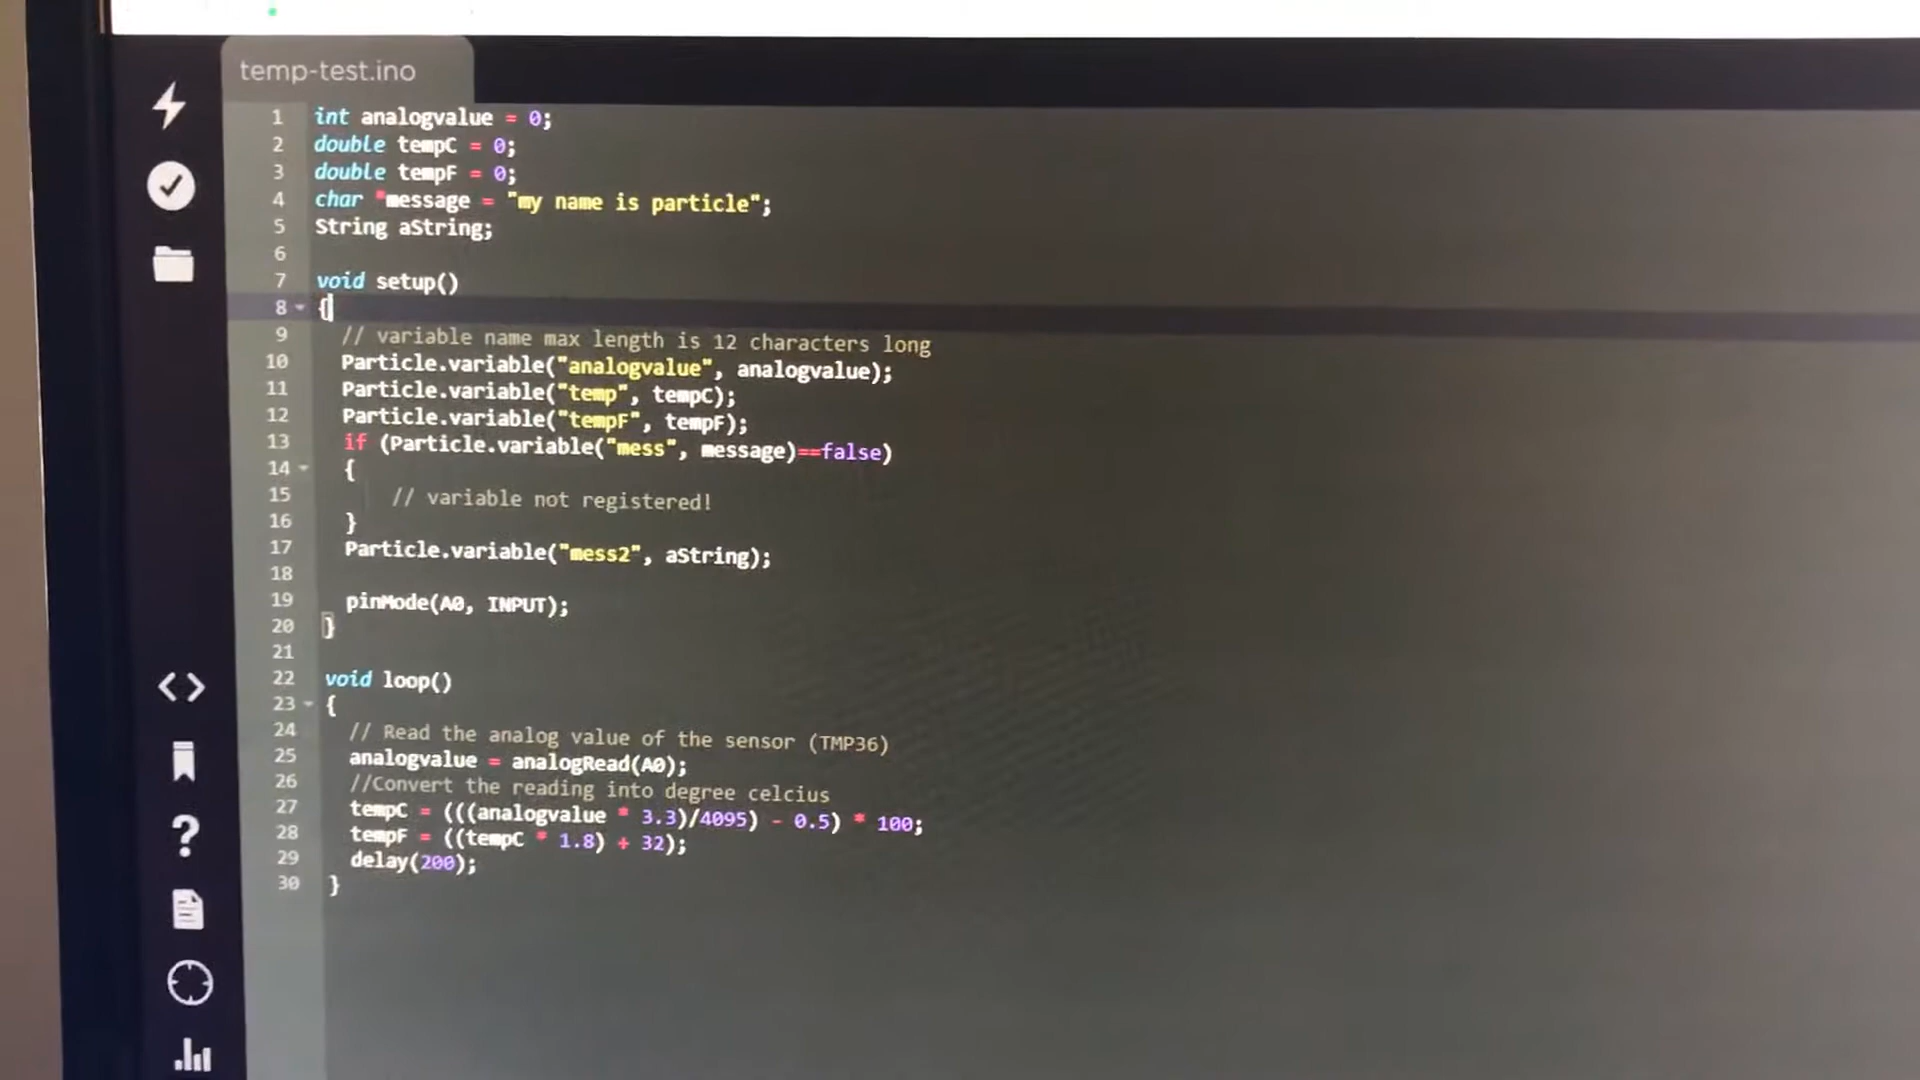 temp-test.ino
1 int analogvalue = 0;
2 double tempC = 0;
3 double tempF = 0;
4 char *message = "my name is particle";
5 String aString;
6
7 void setup()
8 {
9 // variable name max length is 12 characters long
10 Particle.variable("analogvalue", analogvalue);
11 Particle.variable("temp", tempC);
12 Particle.variable("tempF", tempF);
13 if (Particle.variable("mess", message)==false)
14 {
15 // variable not registered!
16 }
17 Particle.variable("mess2", aString);
18
19 pinMode(A0, INPUT);
20 }
21
22 void loop()
23 {
24 // Read the analog value of the sensor (TMP36)
25 analogvalue = analogRead(A0);
26 //Convert the reading into degree celcius
27 tempC = (((analogvalue * 3.3)/4095) - 0.5) * 100;
28 tempF = ((tempC * 1.8) + 32);
29 delay(200);
30 }